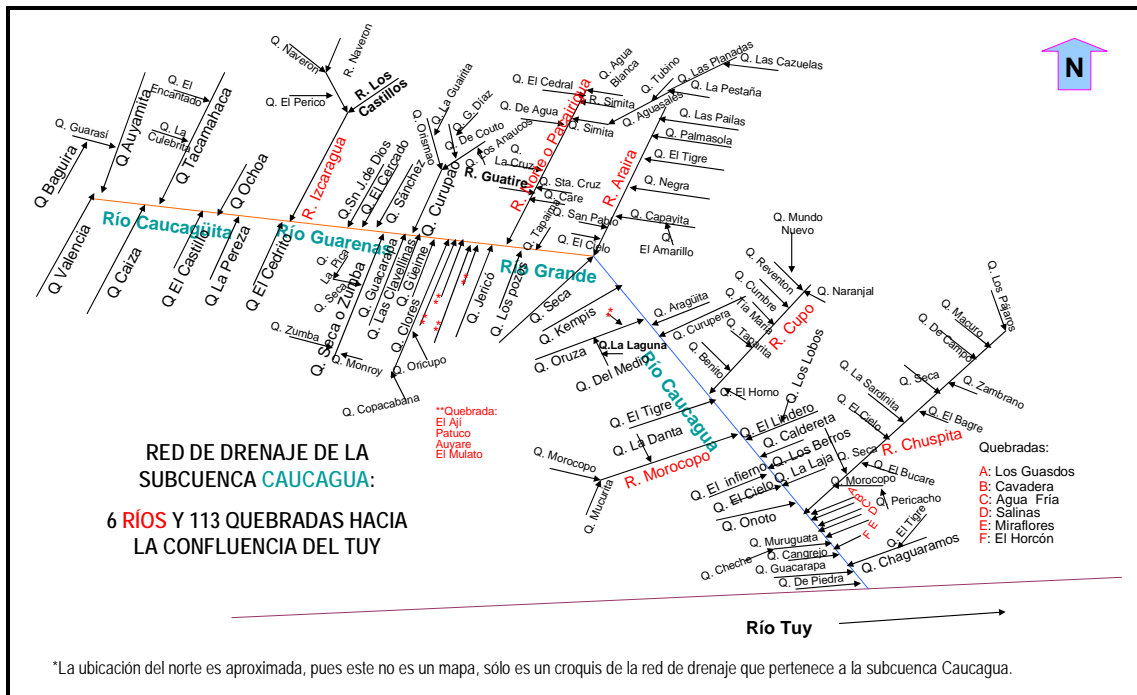 N
Q. Naveron
R. Naveron
Q. El Perico
R. Los Castillos
Q. El Encantado
Q. La Culebrita
Q. Guarasí
Q Baguira
Q Auyamita
Q. Tacamahaca
Q. Ochoa
R. Izcaragua
Q.Sn J. de Dios
Q. El Cercado
Q. Sánchez
Q. Curupao
Q. Orismao
Q. La Guairita
Q. G. Díaz
Q. De Couto
Q. Los Anaucos
Q. La Cruz
R. Guatire
Q. Sta. Cruz
Q. Care
Q. San Pablo
Q. Tapaima
Q. El Cielo
R. Norte o Pacairigua
Q. El Cedral
Q. Agua Blanca
Q. De Agua
R. Simita
Q. Simita
Q. Aguasales
Q. Tubino
Q. Las Planadas
Q. Las Cazuelas
Q. La Pestaña
Q. Las Pailas
Q. Palmasola
Q. El Tigre
Q. Negra
Q. Capayita
Q. El Amarillo
R. Araira
Río Caucagüita
Río Guarenas
Río Grande
Q Valencia
Q Caiza
Q El Castillo
Q La Pereza
Q El Cedrito
Q. La Pica
Q. Seca
Q. Seca o Zumba
Q. Zumba
Q. Monroy
Q. Guacarapa
Q. Las Clavellinas
Q. Güeime
Q. Clores
Q. Oricupo
Q. Copacabana
**
**
**
**
Q. Jericó
Q. Los pozos
Q. Seca
Q. Kempis
Q. Oruza
**
Q.La Laguna
Q. Del Medio
Q. Aragüita
Q. Curupera
Río Caucagua
Q. Mundo Nuevo
Q. Reventon
Q. Cumbre
Q. Tía María
Q. Taparita
Q. Benito
Q. Naranjal
R. Cupo
Q. El Horno
Q. Los Lobos
Q. El Tigre
Q. La Danta
Q. Morocopo
Q. Mucurita
R. Morocopo
Q. El Lindero
Q. Caldereta
Q. Los Berros
Q. La Laja
Q. El infierno
Q. El Cielo
Q. Onoto
Q. Los Pájaros
Q. Macuro
Q. De Campo
Q. Zambrano
Q. Seca
Q. La Sardinita
Q. El Cielo
Q. El Bagre
R. Chuspita
Q. Seca
Q. El Bucare
Q. Morocopo
Q. Pericacho
A
B
C
D
E
F
Q. El Tigre
Q. Chaguaramos
Q. Muruguata
Q. Cangrejo
Q. Cheche
Q. Guacarapa
Q. De Piedra
**Quebrada:
El Ají
Patuco
Auyare
El Mulato
Quebradas:
A: Los Guasdos
B: Cavadera
C: Agua Fría
D: Salinas
E: Miraflores
F: El Horcón
RED DE DRENAJE DE LA
SUBCUENCA CAUCAGUA:
6 RÍOS Y 113 QUEBRADAS HACIA
LA CONFLUENCIA DEL TUY
Río Tuy
*La ubicación del norte es aproximada, pues este no es un mapa, sólo es un croquis de la red de drenaje que pertenece a la subcuenca Caucagua.